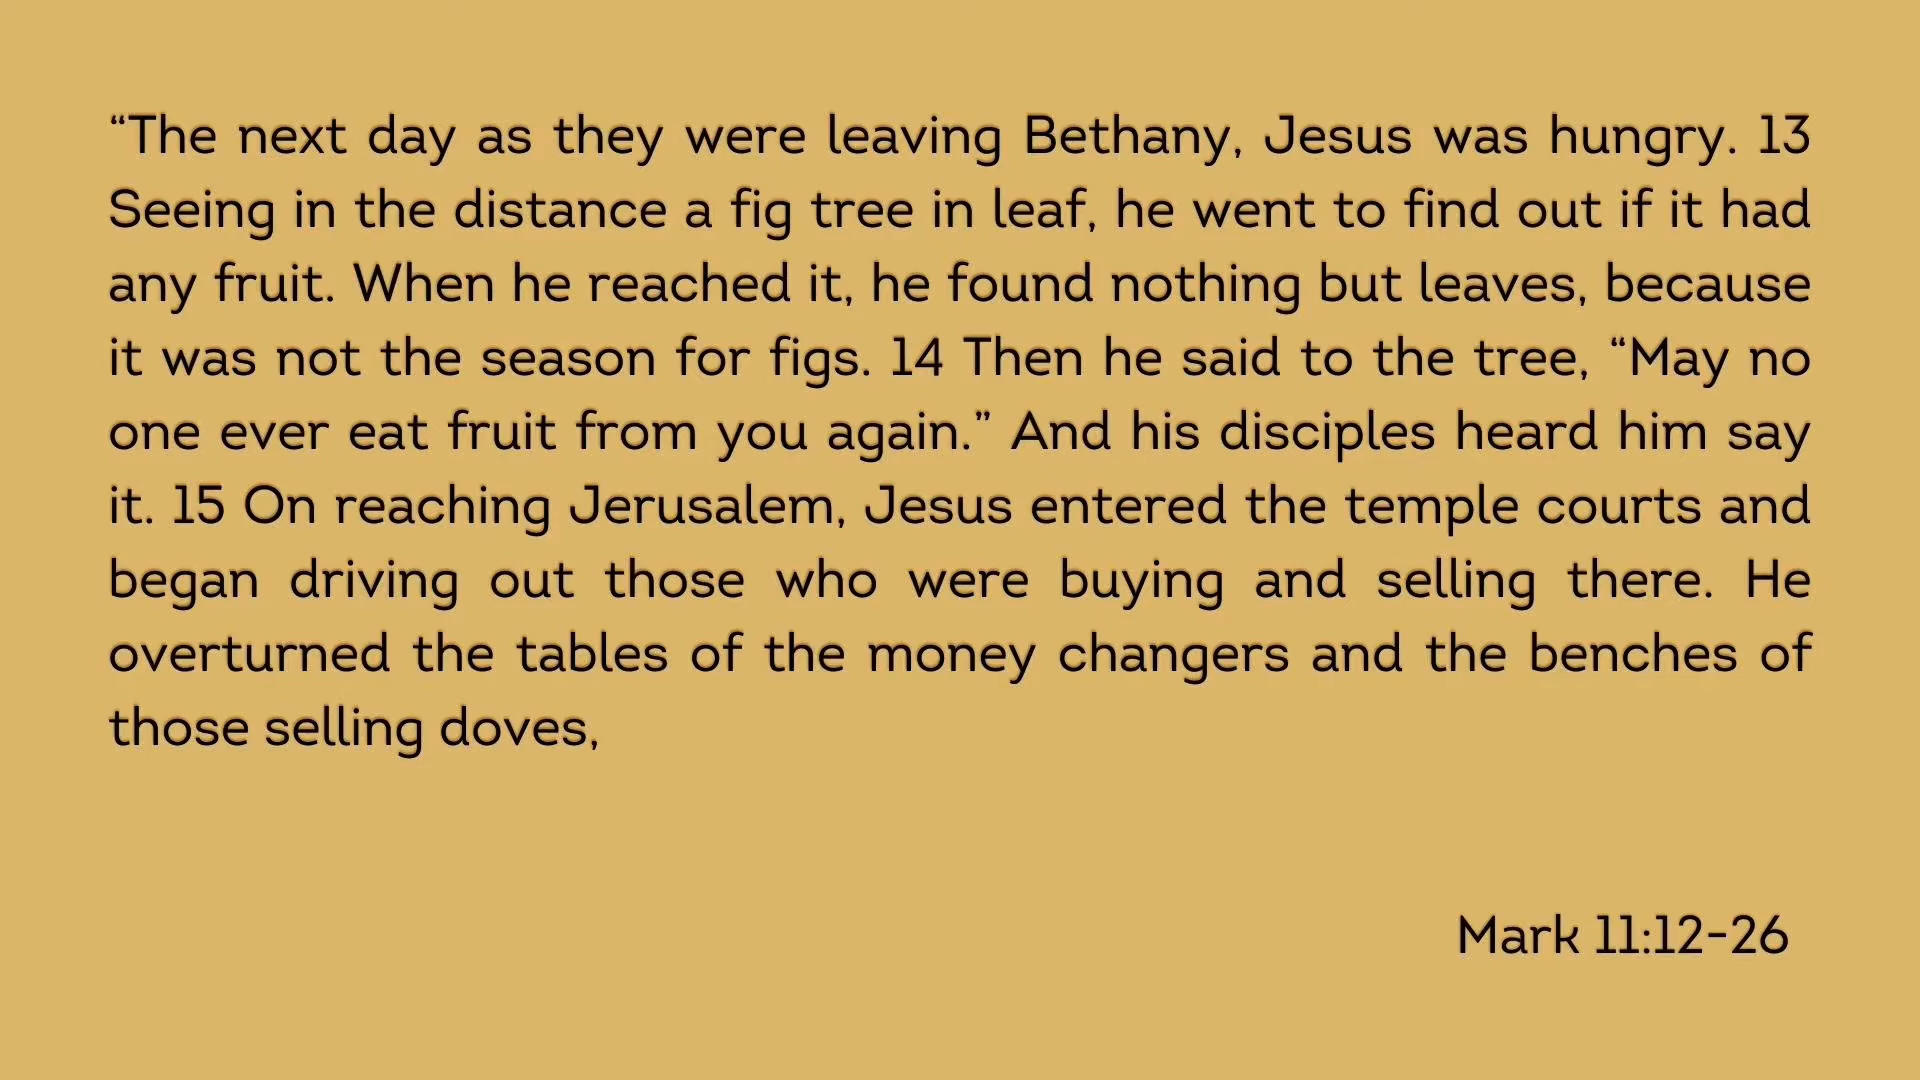 “The next day as they were leaving Bethany, Jesus was hungry. 13
Seeing in the distance a fig tree in leaf, he went to find out if it had
any fruit. When he reached it, he found nothing but leaves, because
it was not the season for figs. 14 Then he said to the tree, “May no
one ever eat fruit from you again.” And his disciples heard him say
it. 15 On reaching Jerusalem, Jesus entered the temple courts and
began driving out those who were buying and selling there. He
overturned the tables of the money changers and the benches of
those selling doves,
Mark 11:12-26